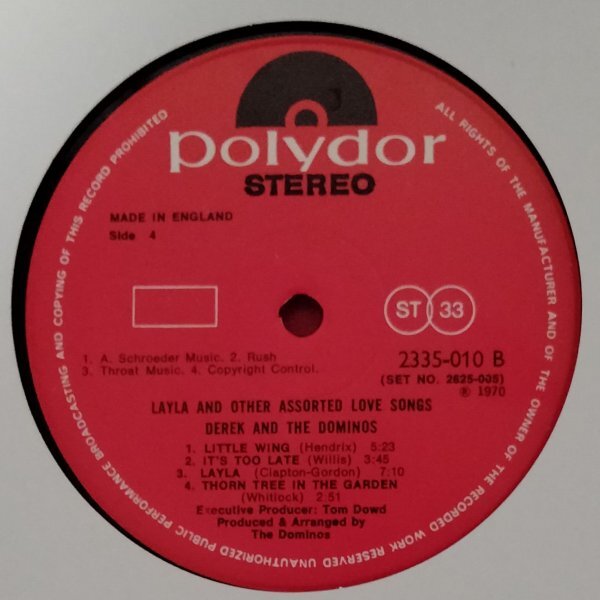 polydor
STEREO
MADE IN ENGLAND
Side 4
ST 33
1. A. Schroeder Music. 2. Rush
3. Throat Music. 4. Copyright Control.
2335-010 B
(SET NO. 2625-005)
℗ 1970
LAYLA AND OTHER ASSORTED LOVE SONGS
DEREK AND THE DOMINOS
1. LITTLE WING (Hendrix) 5:23
2. IT'S TOO LATE (Willis) 3:45
3. LAYLA (Clapton-Gordon) 7:10
4. THORN TREE IN THE GARDEN
(Whitlock) 2:51
Executive Producer: Tom Dowd
Produced & Arranged by
The Dominos
ALL RIGHTS OF THE MANUFACTURER AND OF THE OWNER OF THE RECORDED WORK RESERVED UNAUTHORIZED PUBLIC PERFORMANCE BROADCASTING AND COPYING OF THIS RECORD PROHIBITED